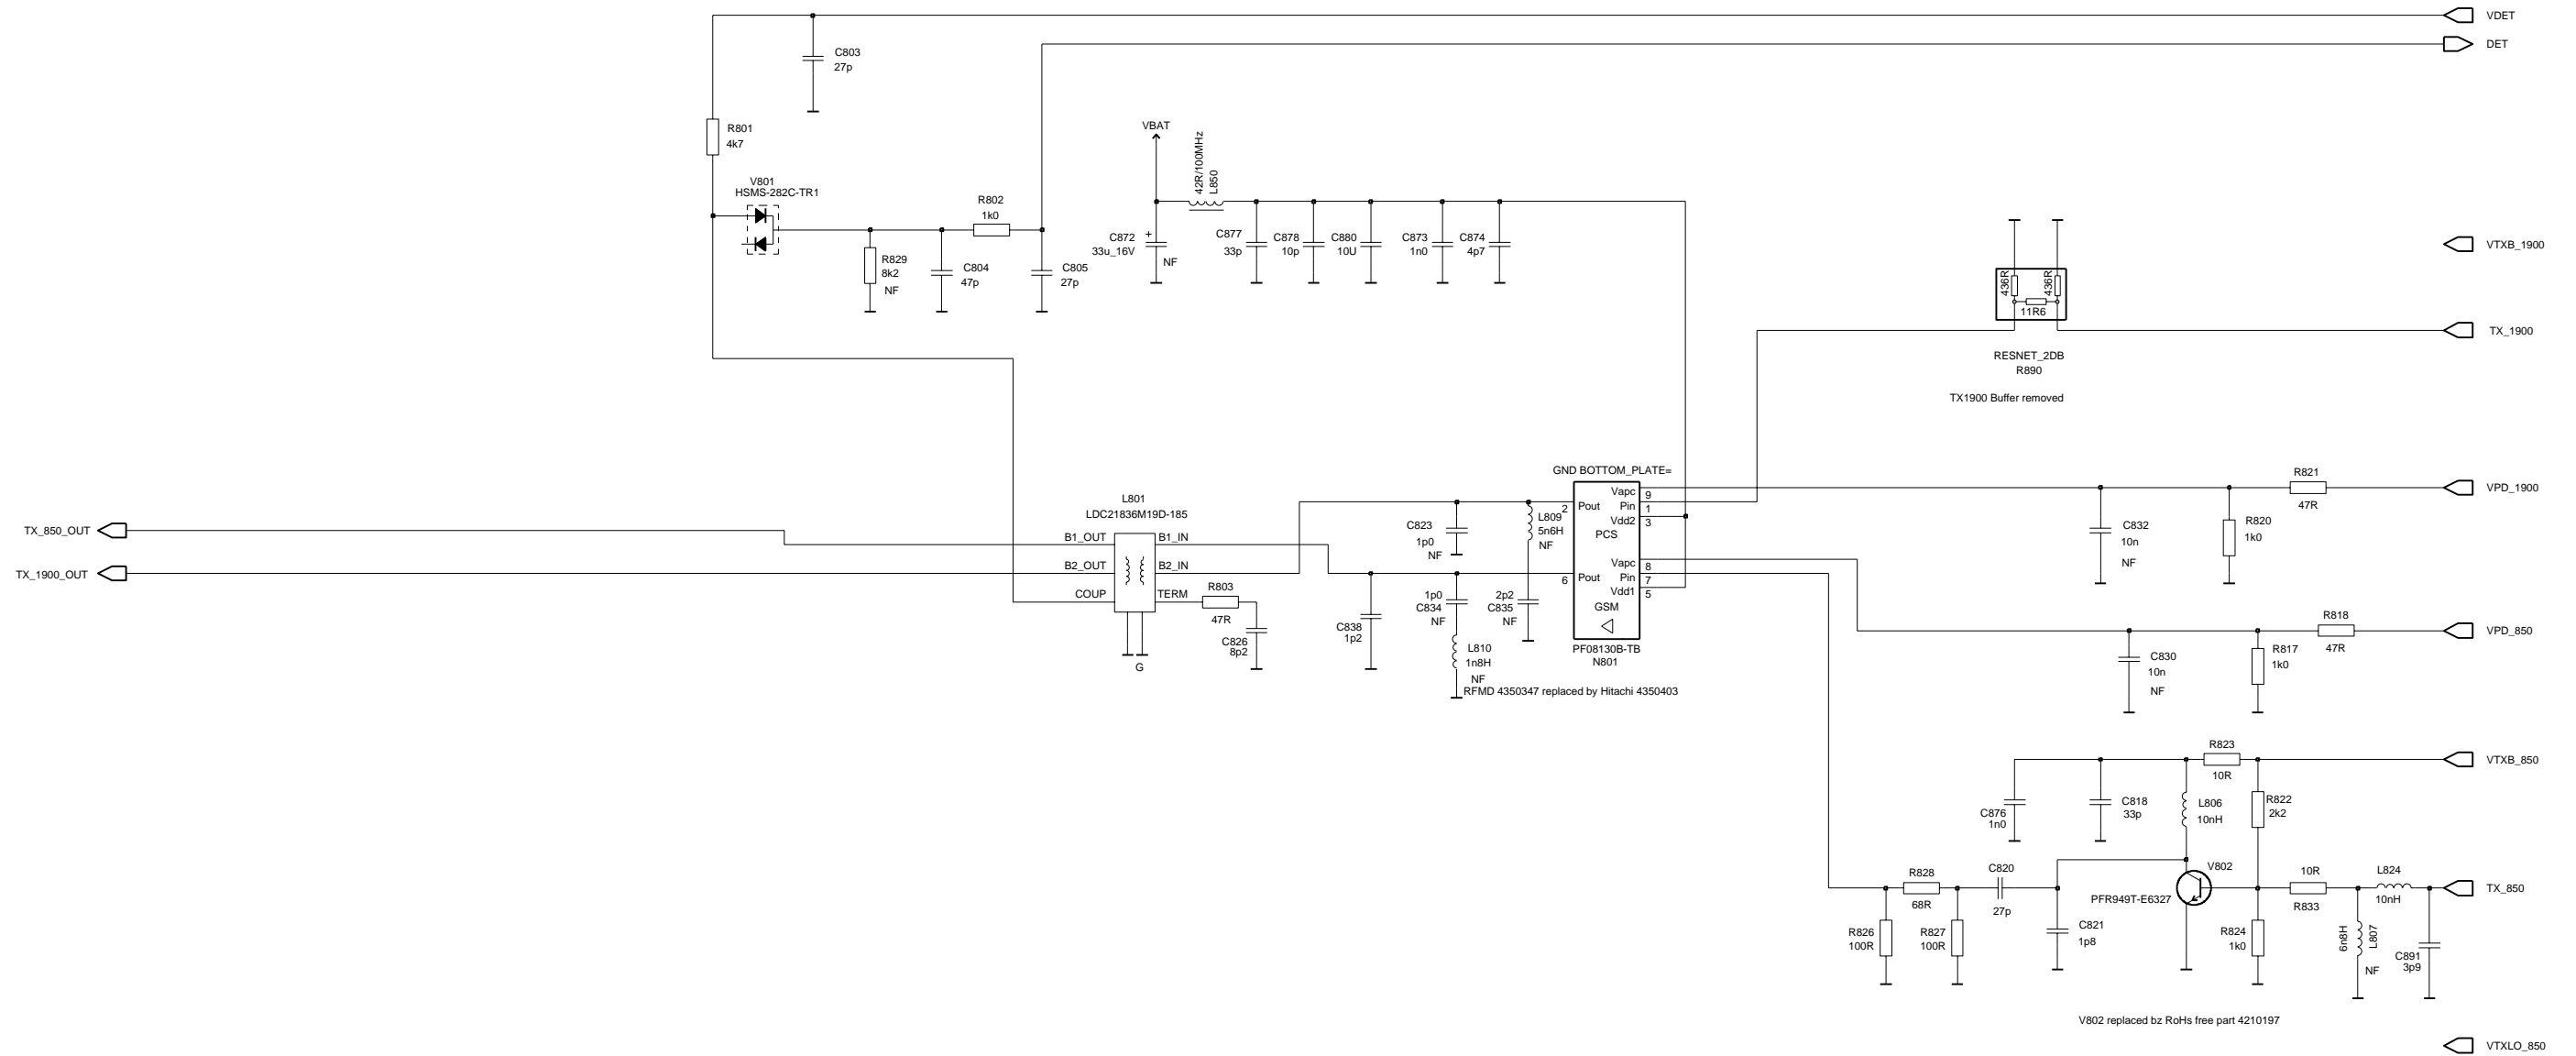 VDET
DET
C803
27p
R801
4k7
VBAT
42R/100MHz
L850
V801
HSMS-282C-TR1
R802
1k0
C872
33u_16V
+
NF
C877
33p
C878
10p
C880
10U
C873
1n0
C874
4p7
R829
8k2
NF
C804
47p
C805
27p
VTXB_1900
436R
436R
11R6
TX_1900
RESNET_2DB
R890
TX1900 Buffer removed
GND BOTTOM_PLATE=
R821
47R
VPD_1900
L801
LDC21836M19D-185
TX_850_OUT
TX_1900_OUT
B1_OUT
B1_IN
B2_OUT
B2_IN
COUP
TERM
G
R803
47R
C826
8p2
C823
1p0
NF
L809
5n6H
NF
2
Pout
Vapc
9
Pin
1
Vdd2
3
PCS
6
Pout
Vapc
8
Pin
7
Vdd1
5
GSM
PF08130B-TB
N801
C838
1p2
1p0
C834
NF
2p2
C835
NF
L810
1n8H
NF
RFMD 4350347 replaced by Hitachi 4350403
C832
10n
NF
R820
1k0
R818
47R
VPD_850
C830
10n
NF
R817
1k0
R823
10R
VTXB_850
C876
1n0
C818
33p
L806
10nH
R822
2k2
V802
PFR949T-E6327
R828
68R
C820
27p
10R
R833
L824
10nH
TX_850
R826
100R
R827
100R
C821
1p8
R824
1k0
6n8H
L807
NF
C891
3p9
V802 replaced bz RoHs free part 4210197
VTXLO_850